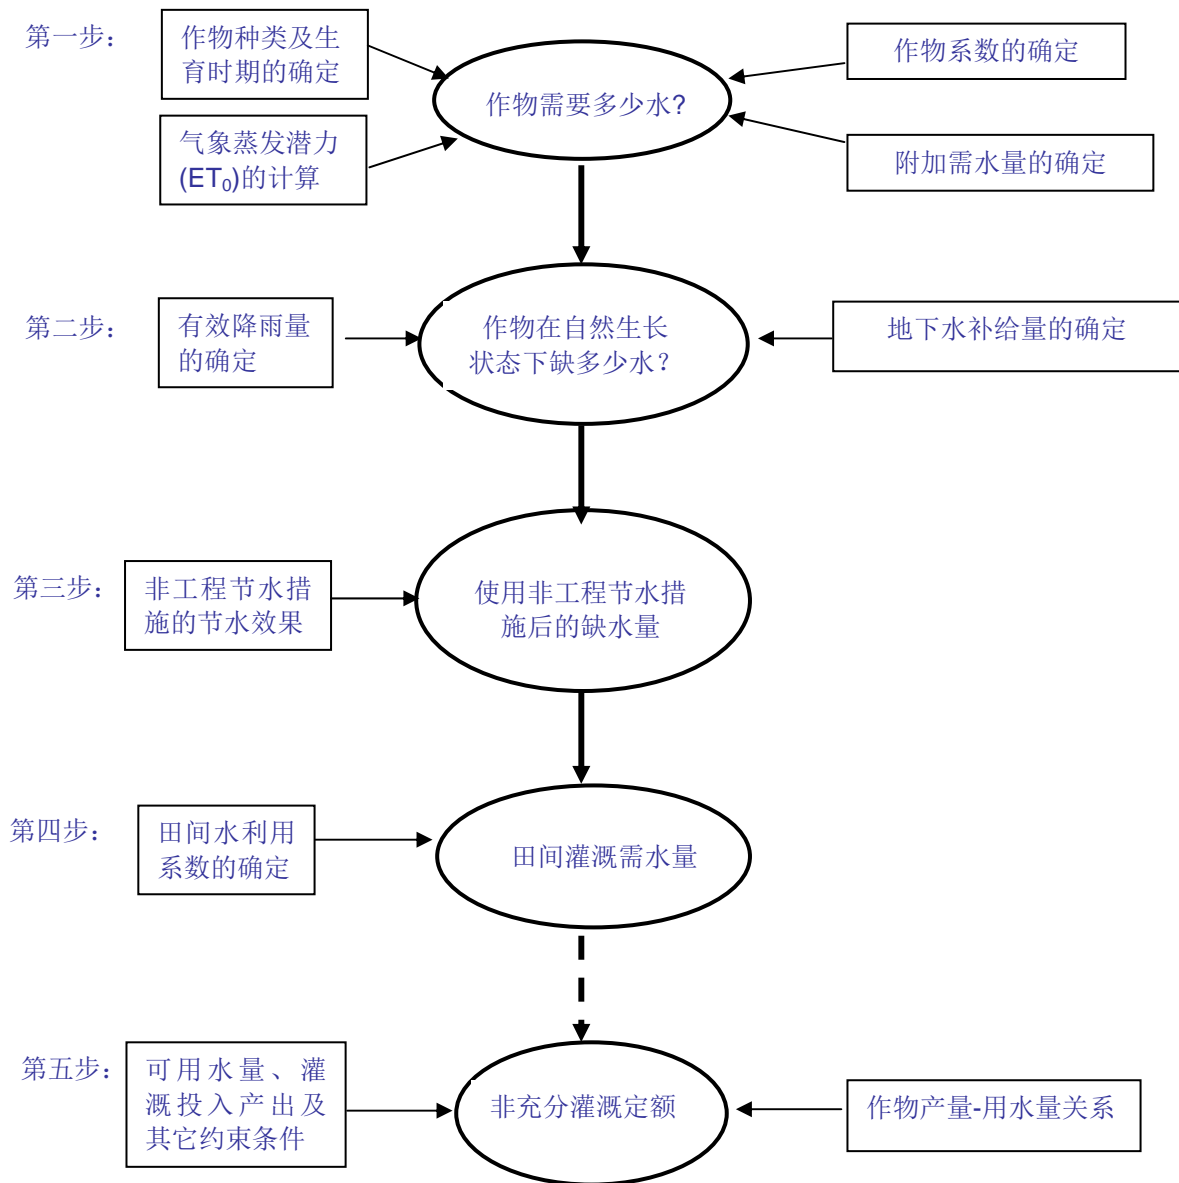 第一步：
作物种类及生
育时期的确定
作物需要多少水?
作物系数的确定
气象蒸发潜力
(ET₀)的计算
附加需水量的确定
第二步：
有效降雨量
的确定
作物在自然生长
状态下缺多少水？
地下水补给量的确定
第三步：
非工程节水措
施的节水效果
使用非工程节水措
施后的缺水量
第四步：
田间水利用
系数的确定
田间灌溉需水量
第五步：
可用水量、灌
溉投入产出及
其它约束条件
非充分灌溉定额
作物产量-用水量关系